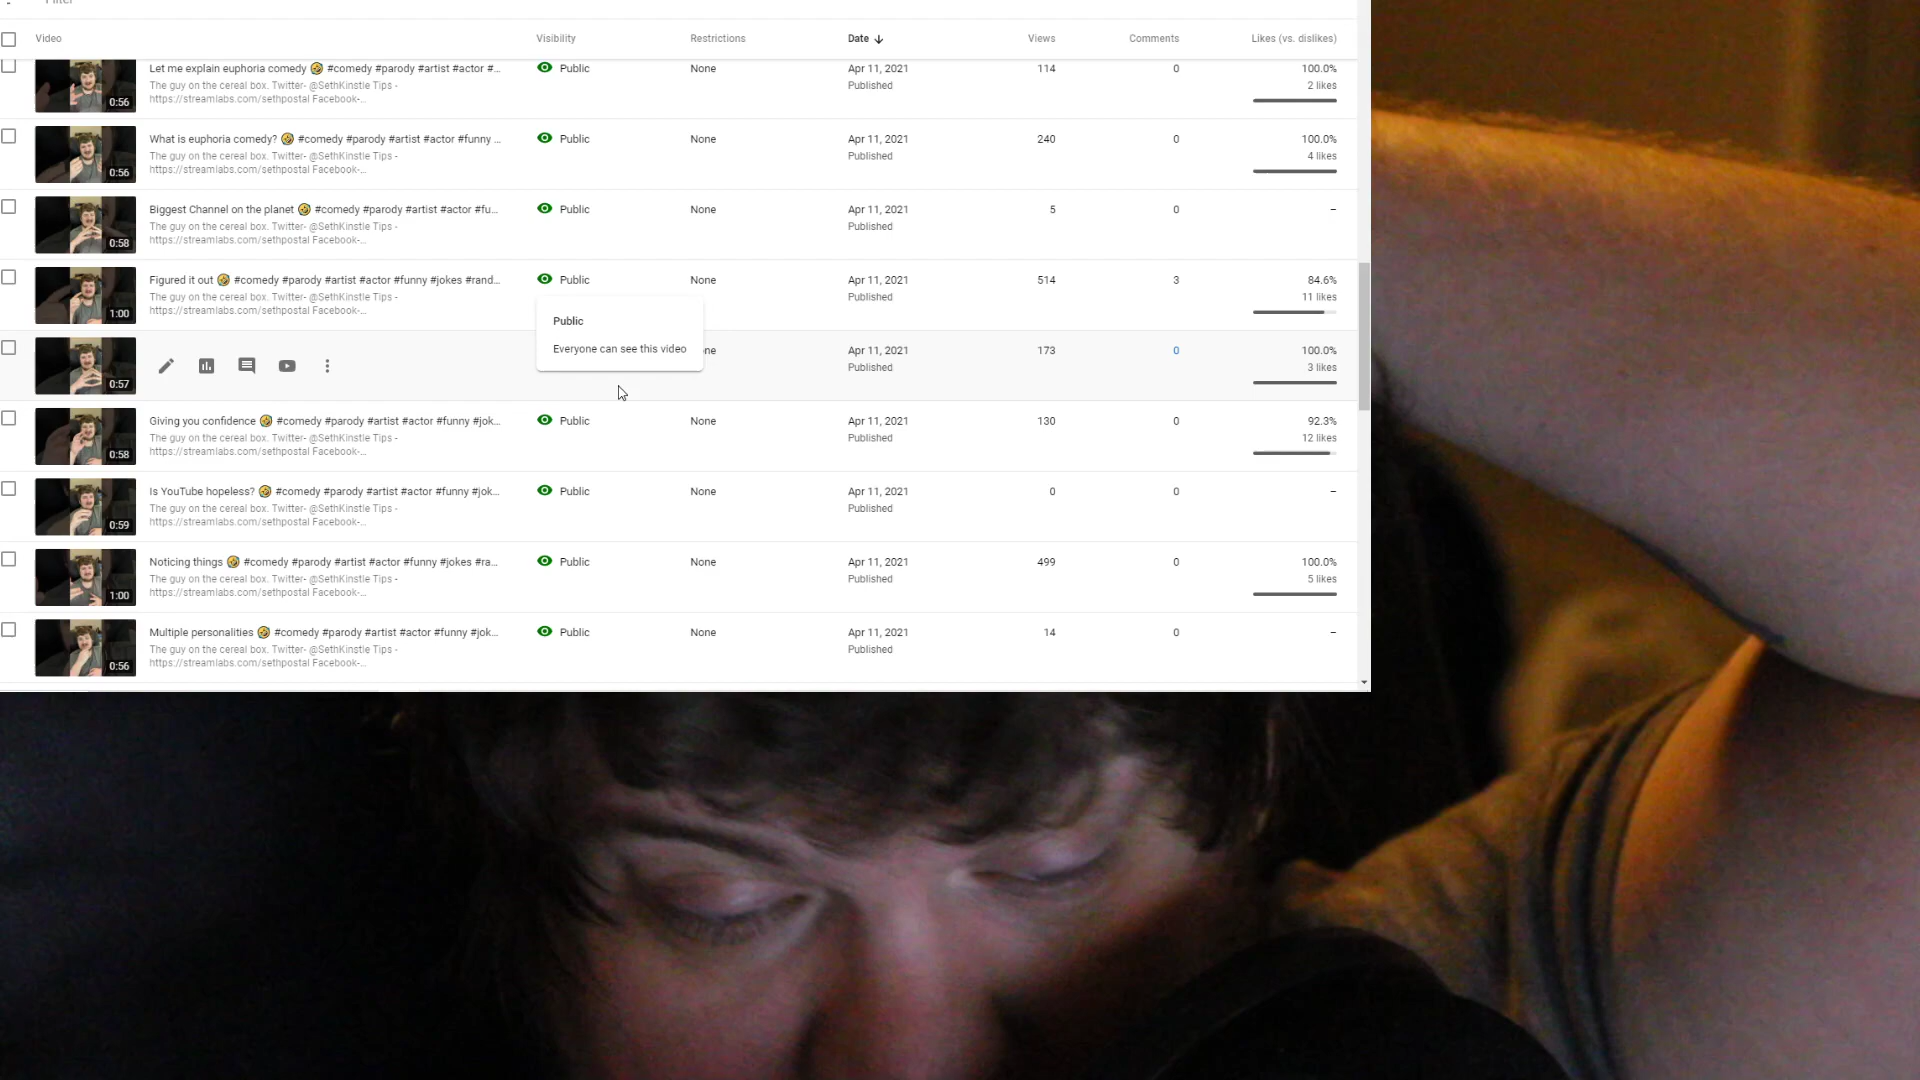 Video Visibility Restrictions Date Views Comments Likes (vs. dislikes)
Let me explain euphoria comedy 🤣 #comedy #parody #artist #actor #... Public None Apr 11, 2021 114 0 100.0%
The guy on the cereal box. Twitter- @SethKinstle Tips - Published 2 likes
https://streamlabs.com/sethpostal Facebook-...
0:56
What is euphoria comedy? 🤣 #comedy #parody #artist #actor #funny ... Public None Apr 11, 2021 240 0 100.0%
The guy on the cereal box. Twitter- @SethKinstle Tips - Published 4 likes
https://streamlabs.com/sethpostal Facebook-...
0:56
Biggest Channel on the planet 🤣 #comedy #parody #artist #actor #fu... Public None Apr 11, 2021 5 0 –
The guy on the cereal box. Twitter- @SethKinstle Tips - Published
https://streamlabs.com/sethpostal Facebook-...
0:58
Figured it out 🤣 #comedy #parody #artist #actor #funny #jokes #rand... Public None Apr 11, 2021 514 3 84.6%
The guy on the cereal box. Twitter- @SethKinstle Tips - Published 11 likes
https://streamlabs.com/sethpostal Facebook-...
1:00
Public
Everyone can see this video
Apr 11, 2021 173 0 100.0%
Published 3 likes
0:57
Giving you confidence 🤣 #comedy #parody #artist #actor #funny #jok... Public None Apr 11, 2021 130 0 92.3%
The guy on the cereal box. Twitter- @SethKinstle Tips - Published 12 likes
https://streamlabs.com/sethpostal Facebook-...
0:58
Is YouTube hopeless? 🤣 #comedy #parody #artist #actor #funny #jok... Public None Apr 11, 2021 0 0 –
The guy on the cereal box. Twitter- @SethKinstle Tips - Published
https://streamlabs.com/sethpostal Facebook-...
0:59
Noticing things 🤣 #comedy #parody #artist #actor #funny #jokes #ra... Public None Apr 11, 2021 499 0 100.0%
The guy on the cereal box. Twitter- @SethKinstle Tips - Published 5 likes
https://streamlabs.com/sethpostal Facebook-...
1:00
Multiple personalities 🤣 #comedy #parody #artist #actor #funny #jok... Public None Apr 11, 2021 14 0 –
The guy on the cereal box. Twitter- @SethKinstle Tips - Published
https://streamlabs.com/sethpostal Facebook-...
0:56